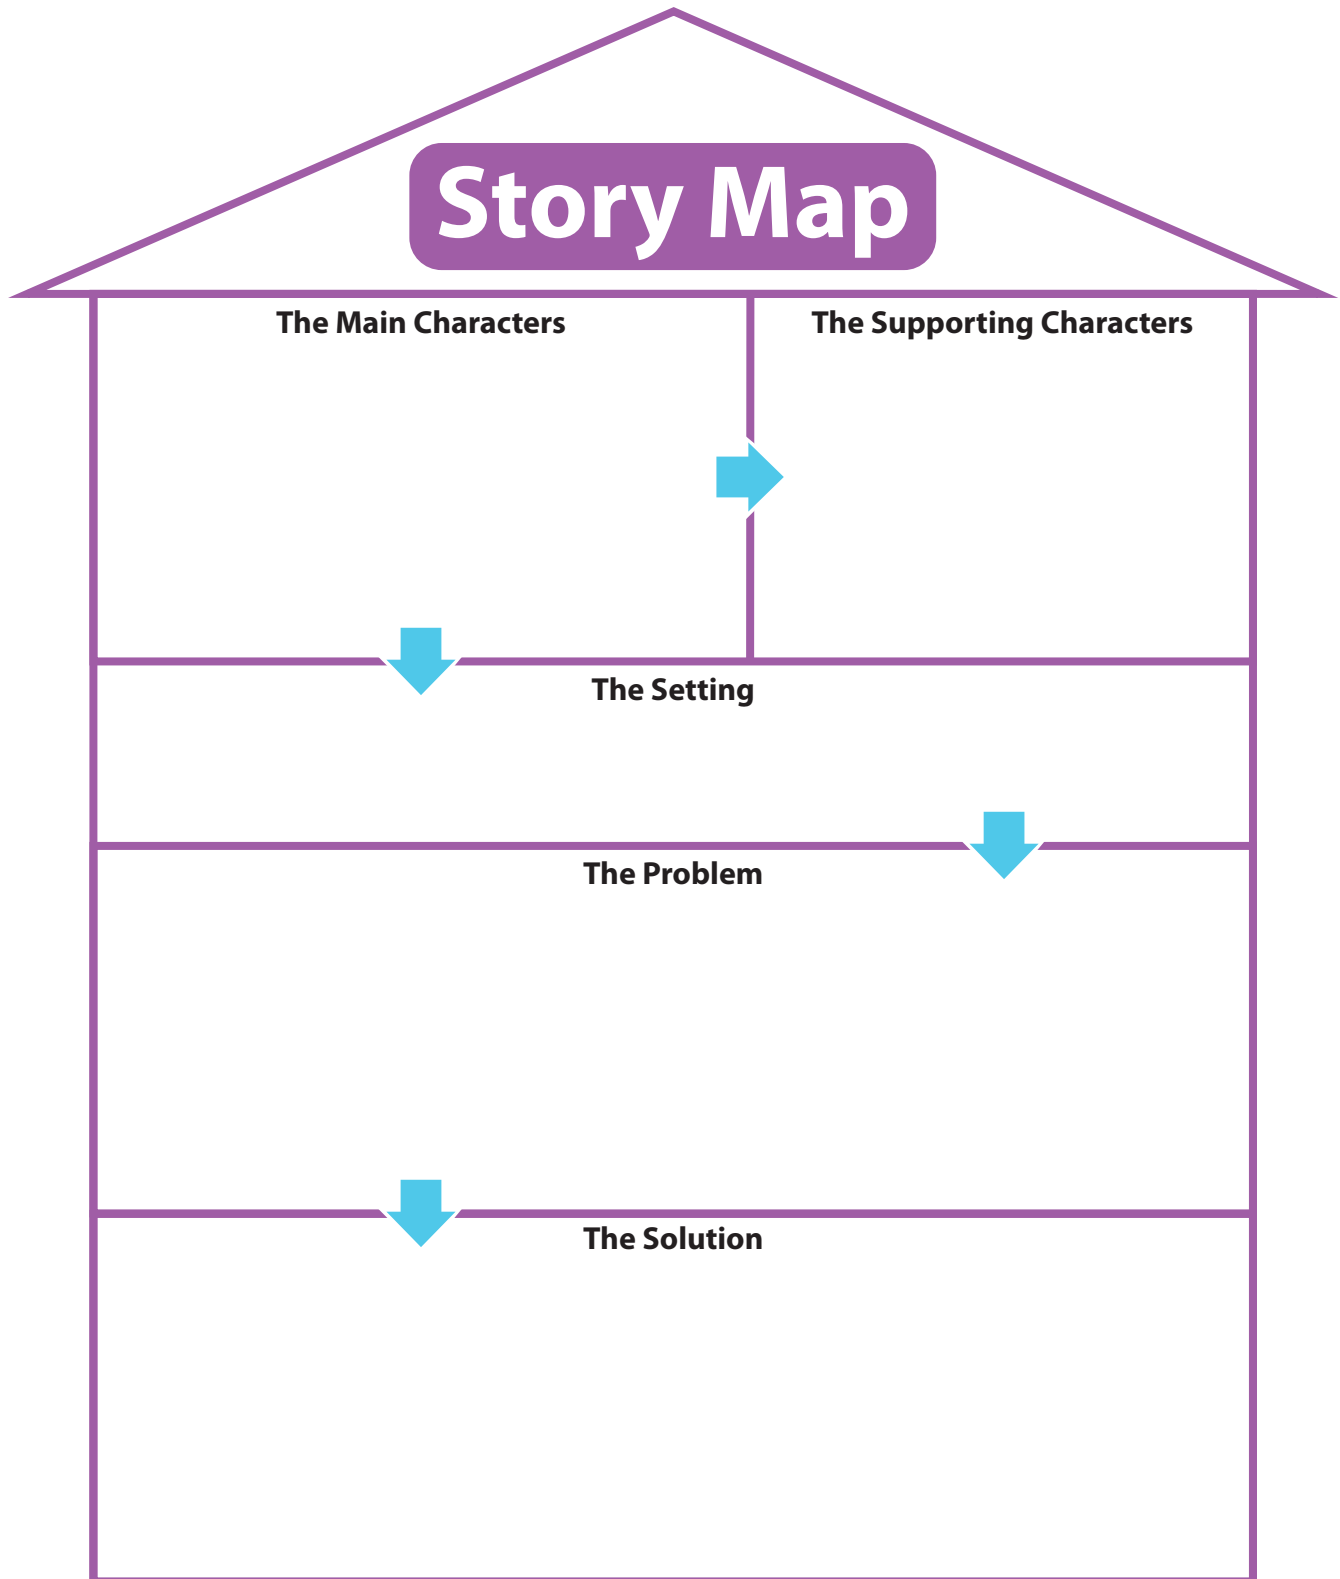 Story Map
The Main Characters
The Supporting Characters
The Setting
The Problem
The Solution